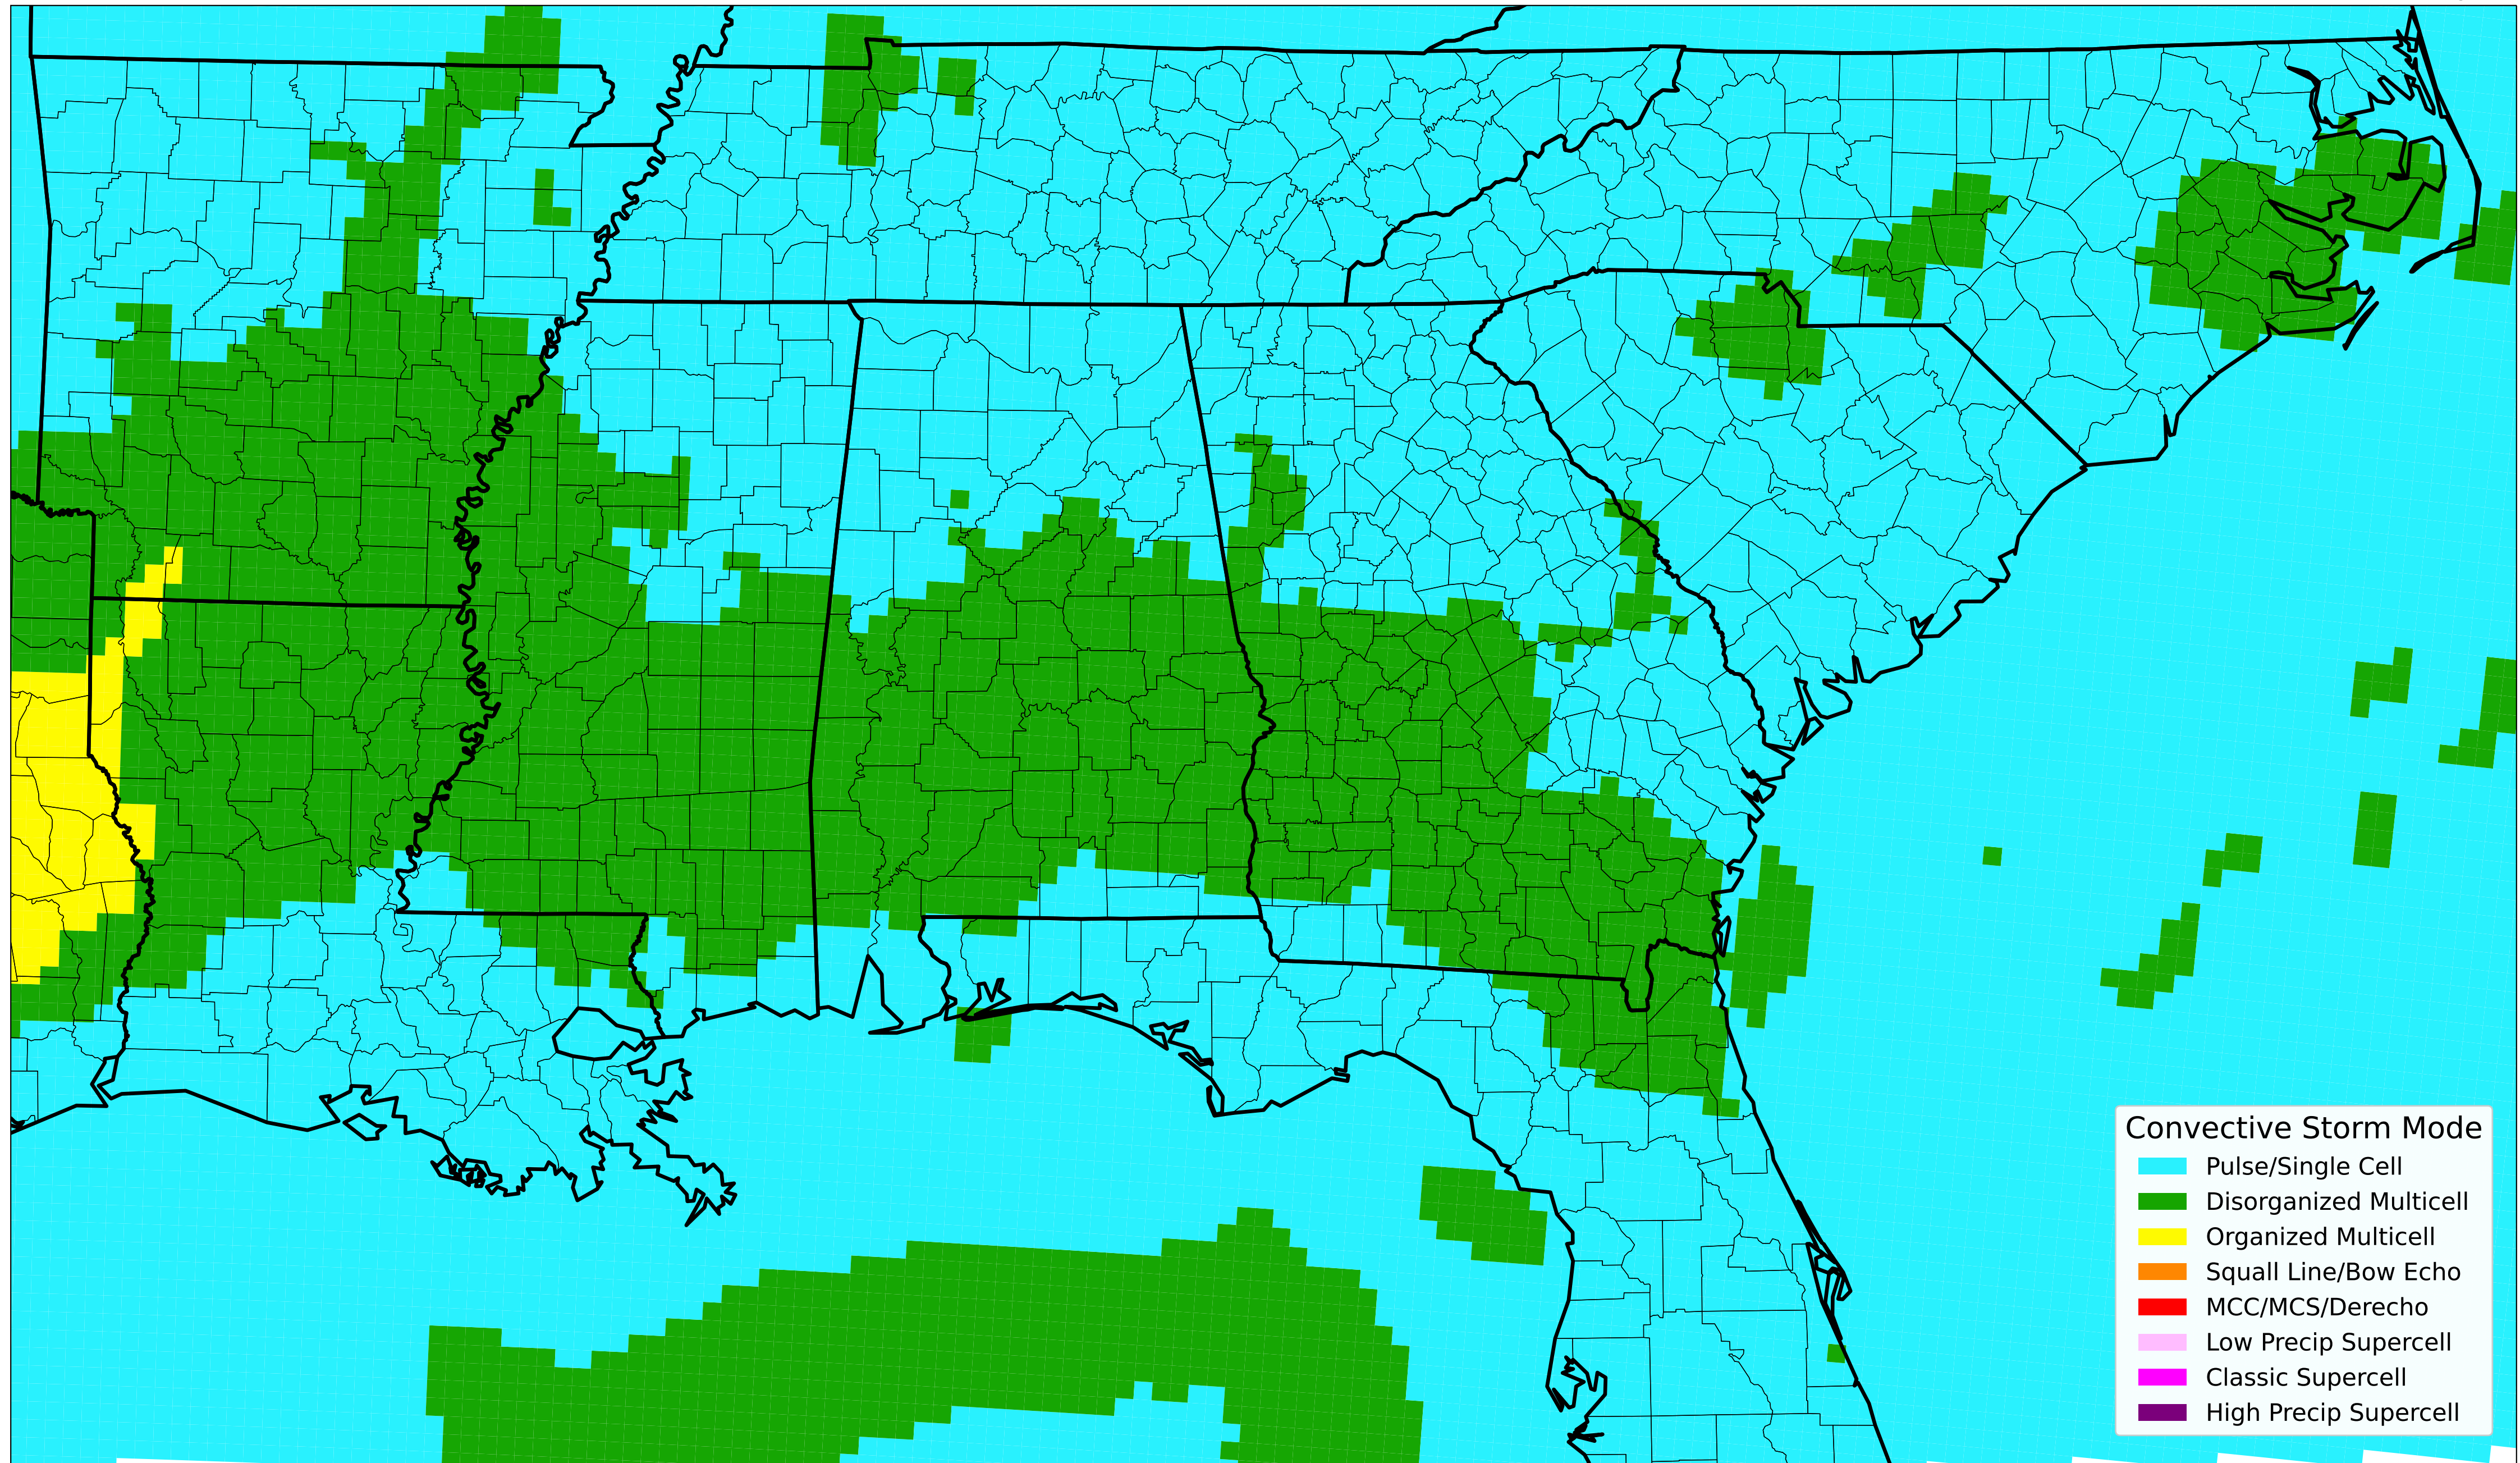 Convective Storm Mode
Pulse/Single Cell
Disorganized Multicell
Organized Multicell
Squall Line/Bow Echo
MCC/MCS/Derecho
Low Precip Supercell
Classic Supercell
High Precip Supercell